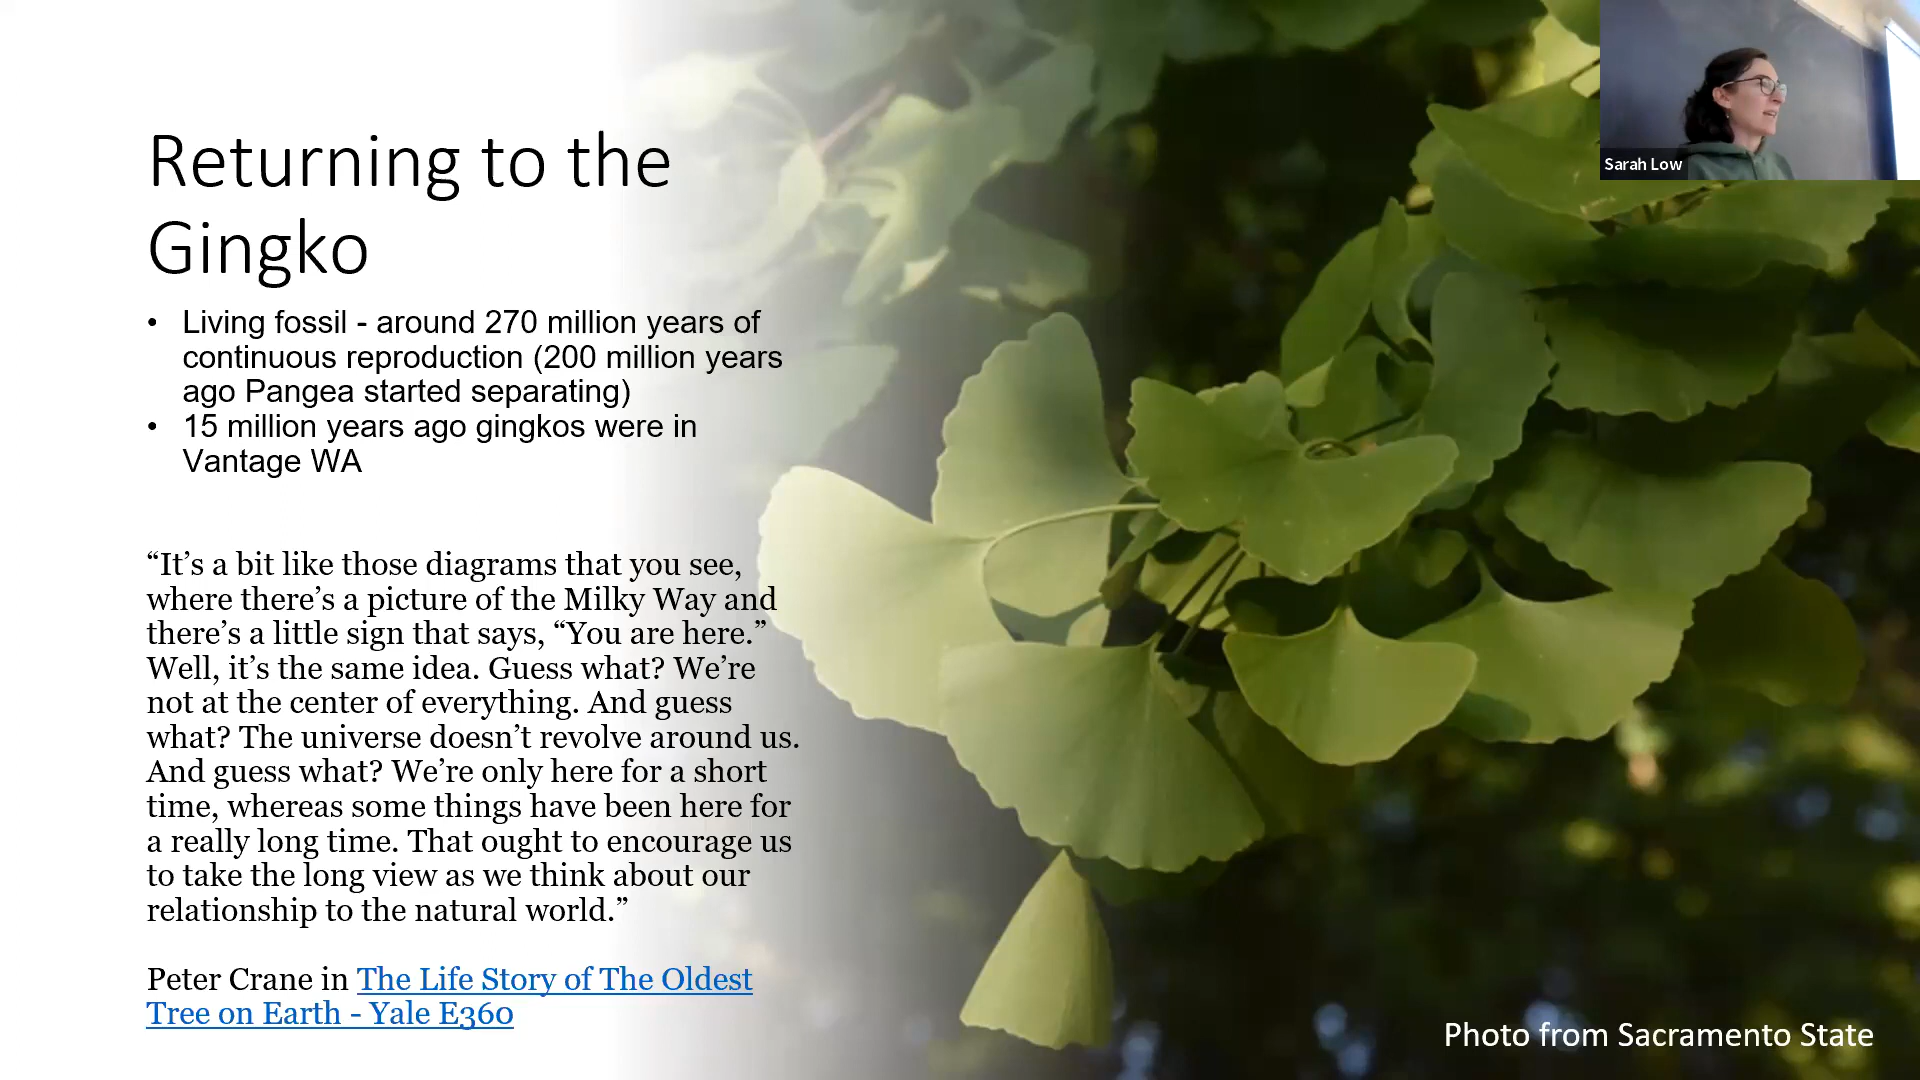 Returning to the
Gingko
• Living fossil - around 270 million years of
continuous reproduction (200 million years
ago Pangea started separating)
• 15 million years ago gingkos were in
Vantage WA
“It’s a bit like those diagrams that you see,
where there’s a picture of the Milky Way and
there’s a little sign that says, “You are here.”
Well, it’s the same idea. Guess what? We’re
not at the center of everything. And guess
what? The universe doesn’t revolve around us.
And guess what? We’re only here for a short
time, whereas some things have been here for
a really long time. That ought to encourage us
to take the long view as we think about our
relationship to the natural world.”
Peter Crane in The Life Story of The Oldest
Tree on Earth - Yale E360
Sarah Low
Photo from Sacramento State